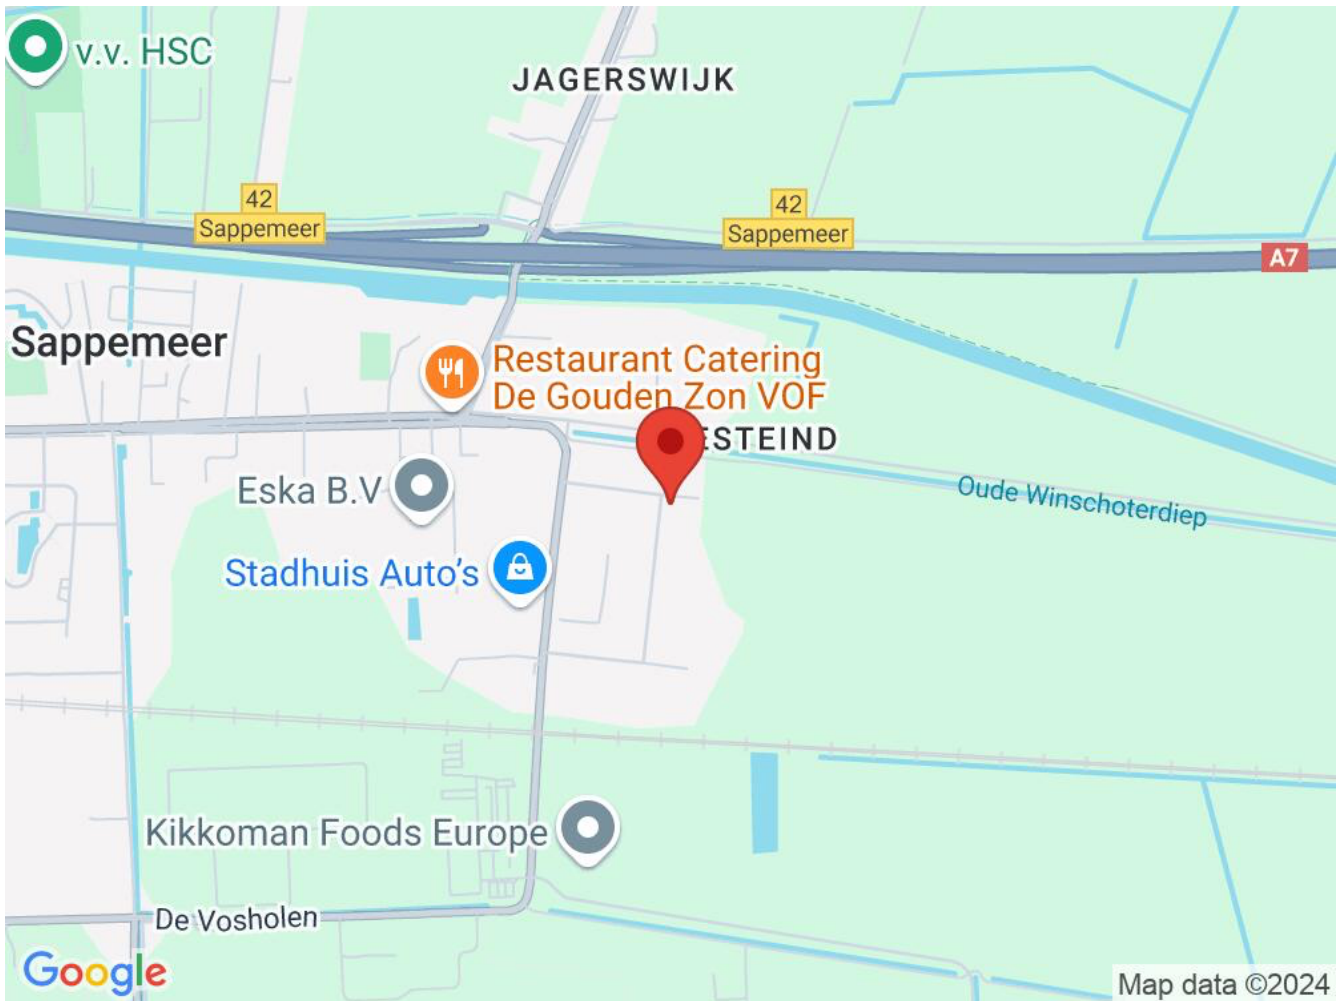 v.v. HSC
JAGERSWIJK
42
Sappemeer
42
Sappemeer
A7
Sappemeer
Restaurant Catering
De Gouden Zon VOF
ESTEIND
Eska B.V
Oude Winschoterdiep
Stadhuis Auto's
Kikkoman Foods Europe
De Vosholen
Google
Map data ©2024